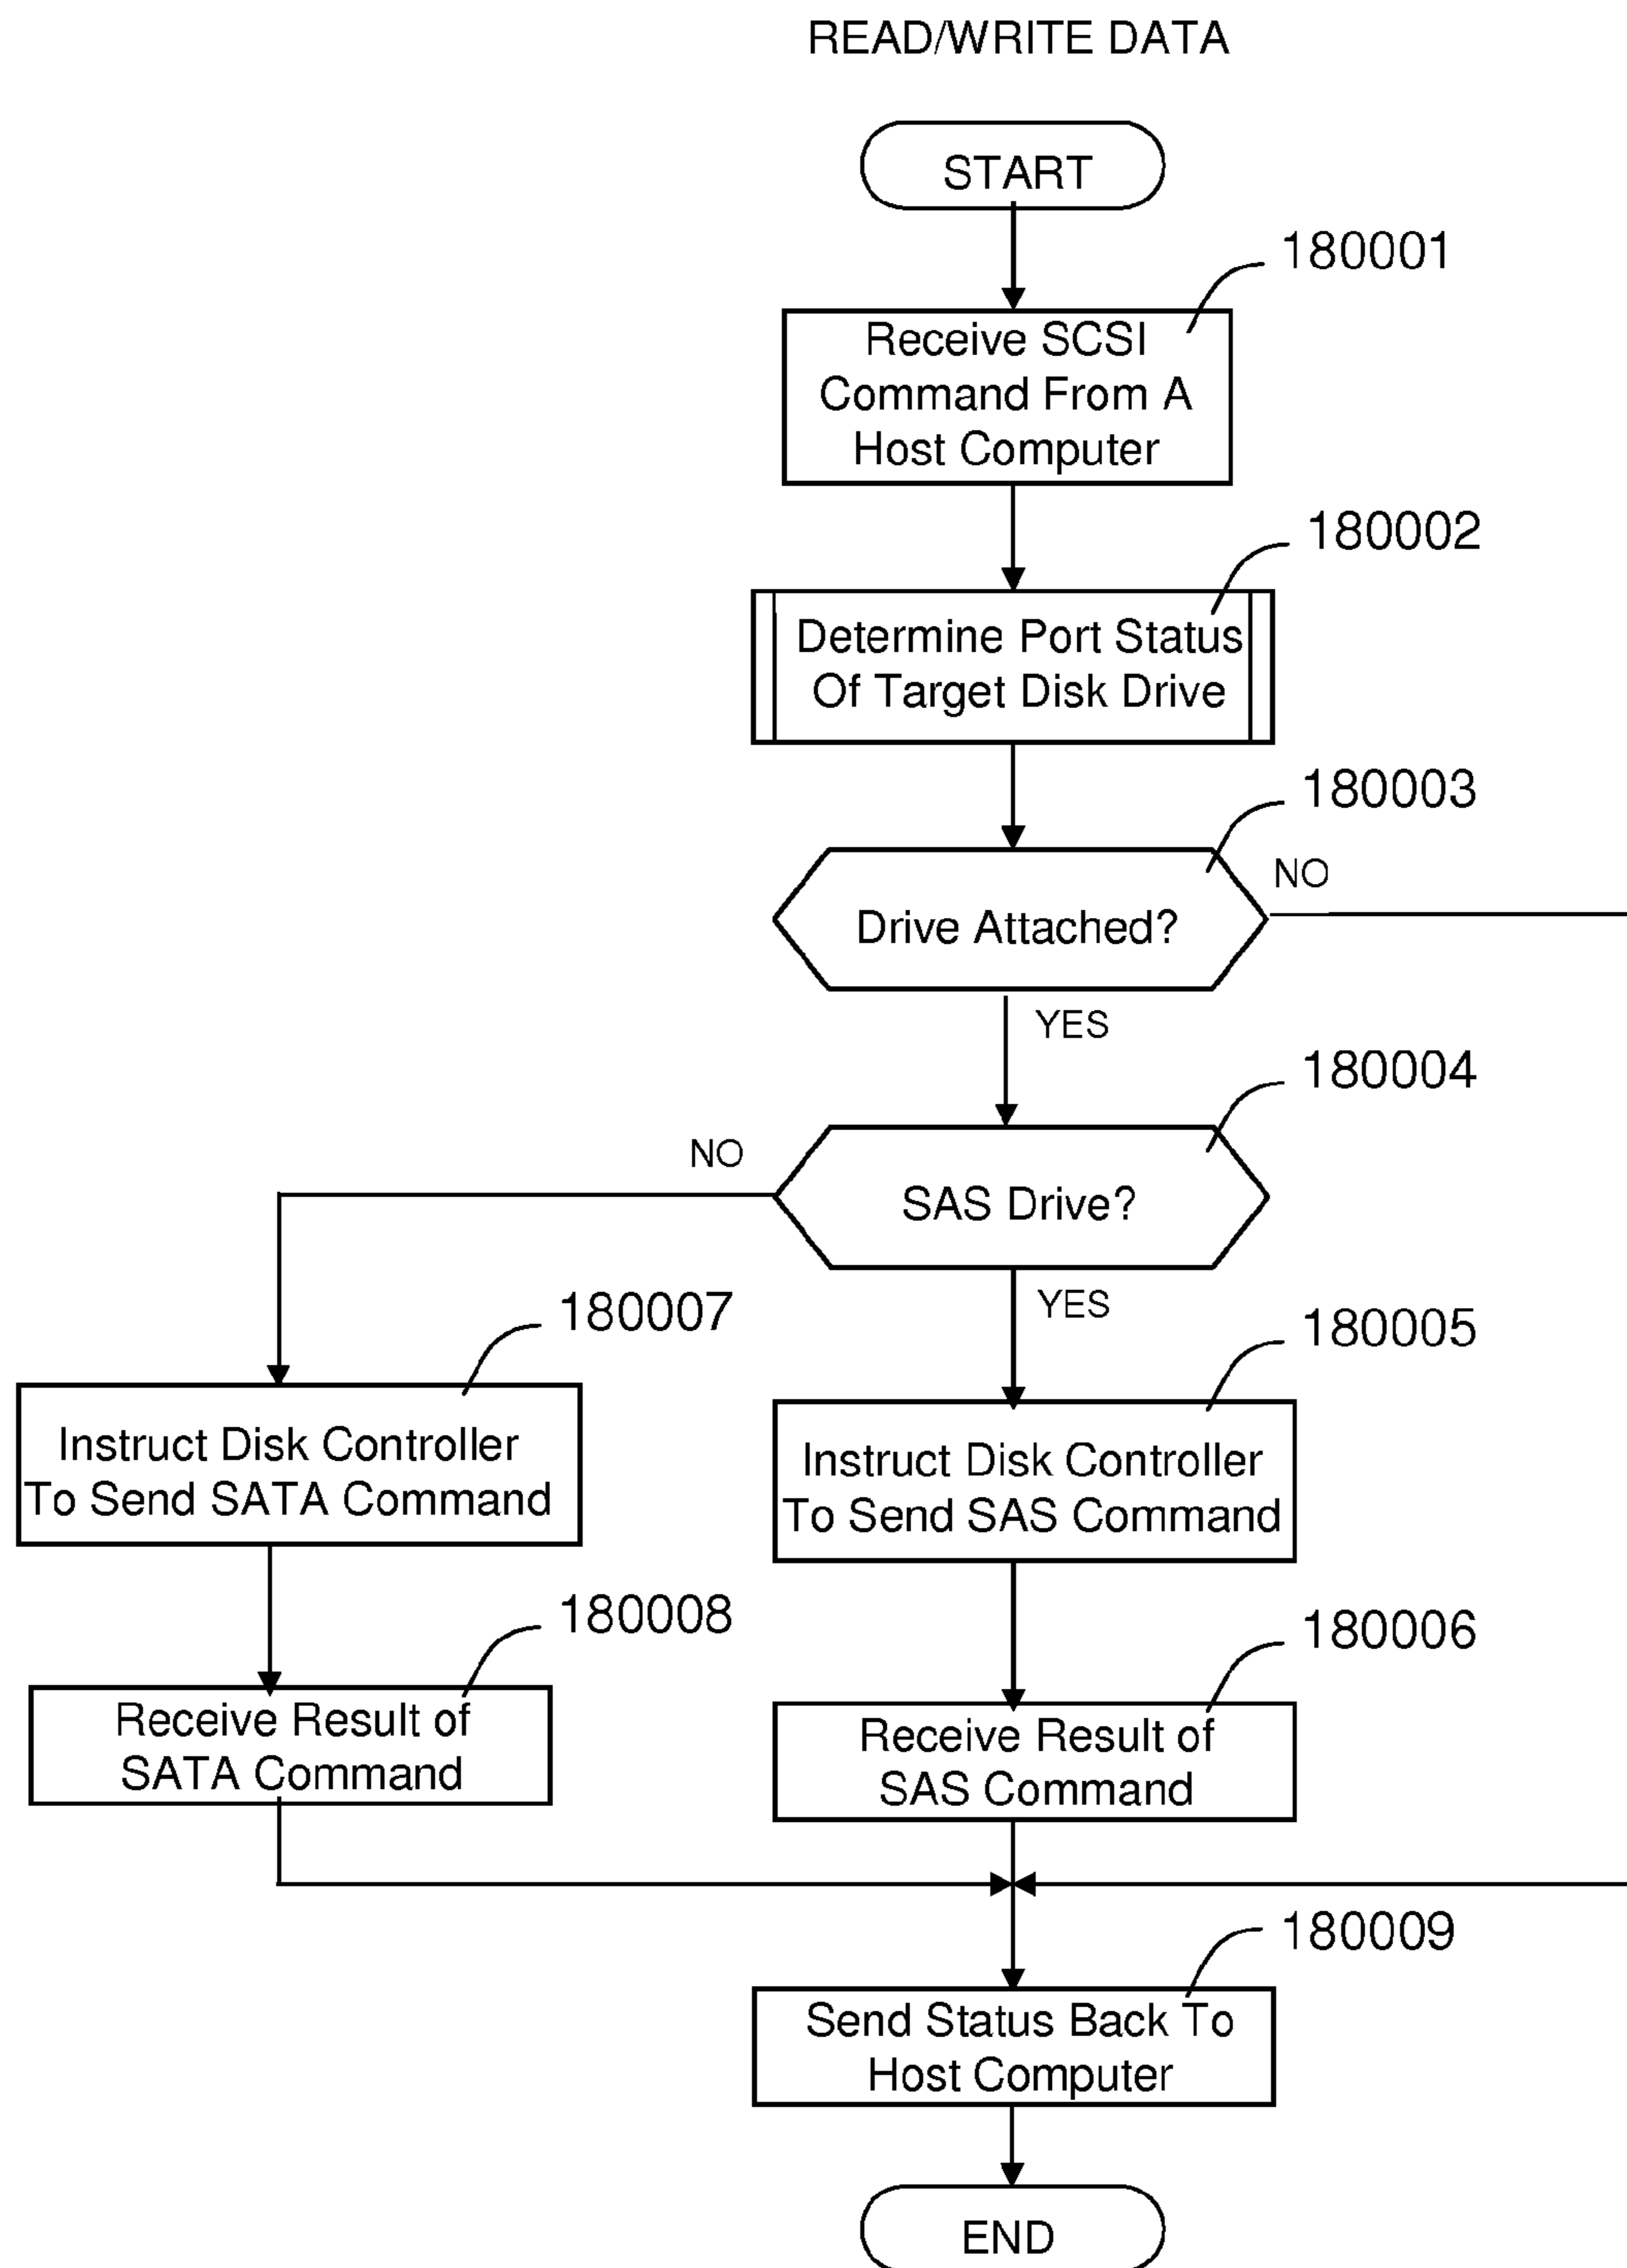 READ/WRITE DATA
START
180001
Receive SCSI
Command From A
Host Computer
180002
Determine Port Status
Of Target Disk Drive
180003
Drive Attached?
NO
YES
180004
NO
SAS Drive?
YES
180007
180005
Instruct Disk Controller
To Send SATA Command
Instruct Disk Controller
To Send SAS Command
180008
180006
Receive Result of
SATA Command
Receive Result of
SAS Command
180009
Send Status Back To
Host Computer
END